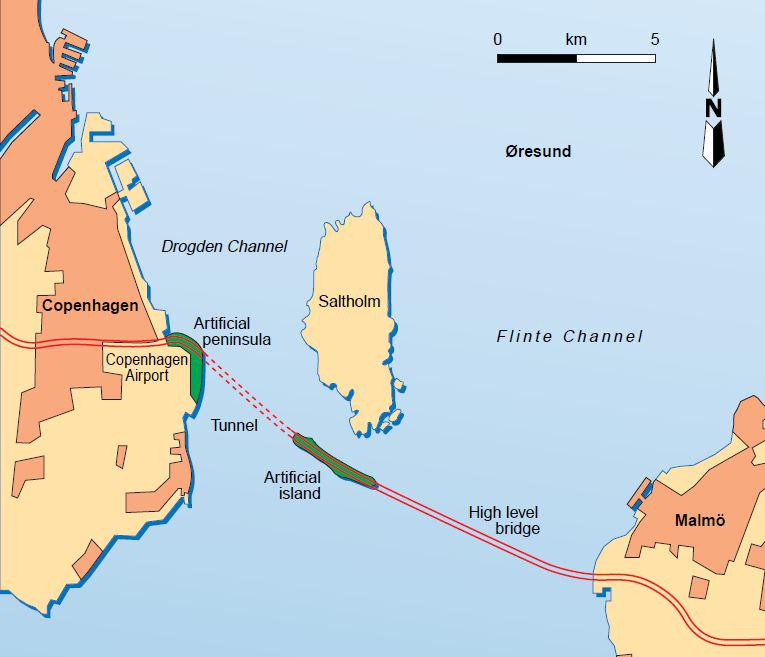 0 km 5
N
Øresund
Drogden Channel
Saltholm
Copenhagen
Artificial
peninsula
Flinte Channel
Copenhagen
Airport
Tunnel
Artificial
island
High level
bridge
Malmö